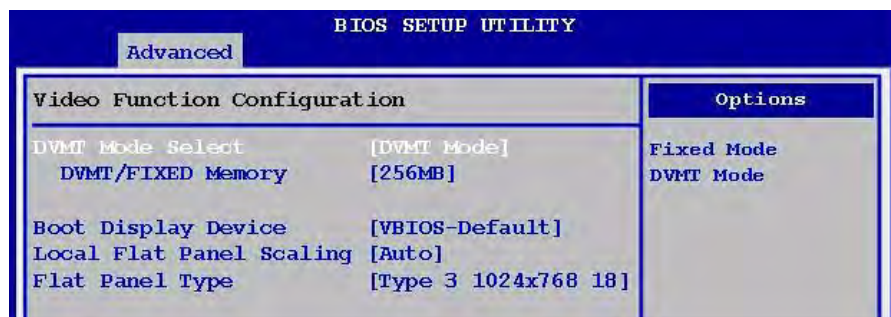 BIOS SETUP UTILITY
Advanced
Video Function Configuration
DVMT Mode Select [DVMT Mode]
DVMT/FIXED Memory [256MB]
Boot Display Device [VBIOS-Default]
Local Flat Panel Scaling [Auto]
Flat Panel Type [Type 3 1024x768 18]
Options
Fixed Mode
DVMT Mode